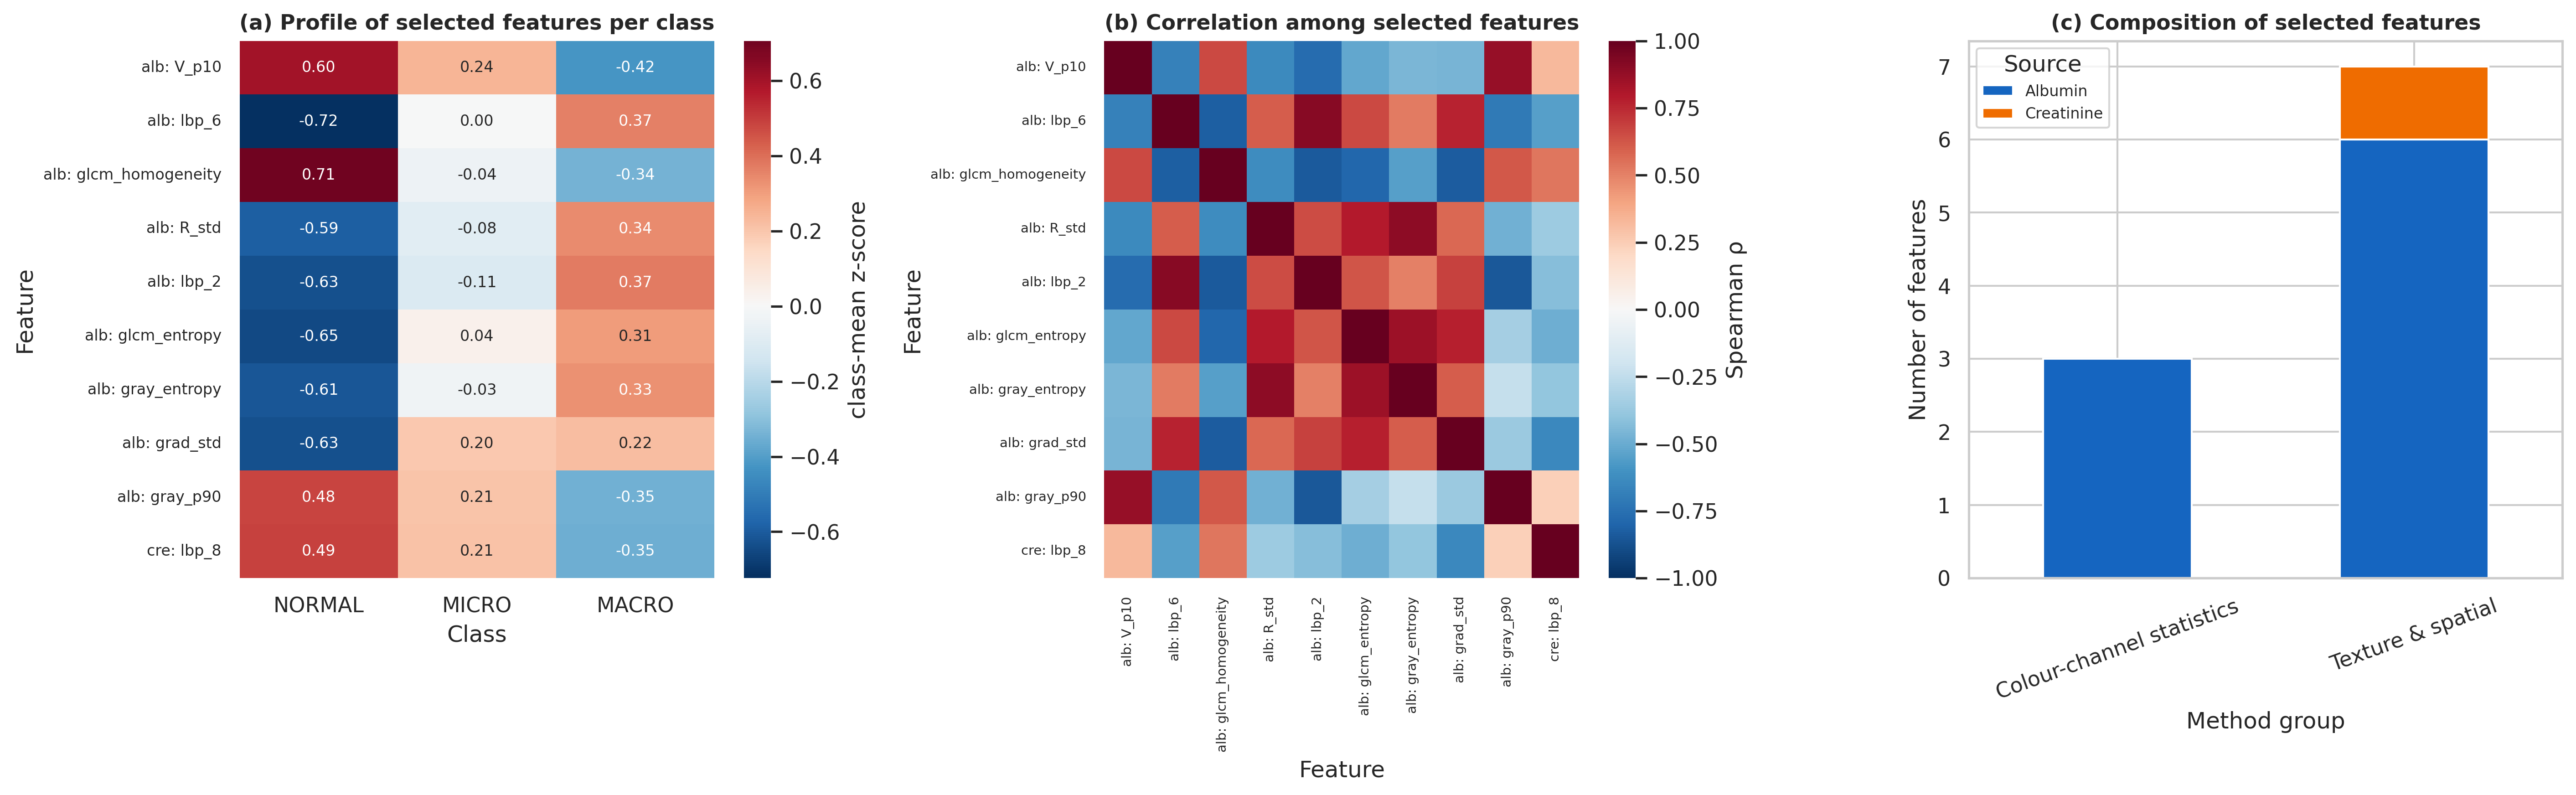 (a) Profile of selected features per class
Feature
alb: V_p10 0.60 0.24 -0.42
alb: lbp_6 -0.72 0.00 0.37
alb: glcm_homogeneity 0.71 -0.04 -0.34
alb: R_std -0.59 -0.08 0.34
alb: lbp_2 -0.63 -0.11 0.37
alb: glcm_entropy -0.65 0.04 0.31
alb: gray_entropy -0.61 -0.03 0.33
alb: grad_std -0.63 0.20 0.22
alb: gray_p90 0.48 0.21 -0.35
cre: lbp_8 0.49 0.21 -0.35
NORMAL MICRO MACRO
Class
0.6
0.4
0.2
0.0
−0.2
−0.4
−0.6
class-mean z-score
(b) Correlation among selected features
Feature
alb: V_p10
alb: lbp_6
alb: glcm_homogeneity
alb: R_std
alb: lbp_2
alb: glcm_entropy
alb: gray_entropy
alb: grad_std
alb: gray_p90
cre: lbp_8
alb: V_p10
alb: lbp_6
alb: glcm_homogeneity
alb: R_std
alb: lbp_2
alb: glcm_entropy
alb: gray_entropy
alb: grad_std
alb: gray_p90
cre: lbp_8
Feature
1.00
0.75
0.50
0.25
0.00
−0.25
−0.50
−0.75
−1.00
Spearman ρ
(c) Composition of selected features
Number of features
7
6
5
4
3
2
1
0
Source
Albumin
Creatinine
Colour-channel statistics
Texture & spatial
Method group